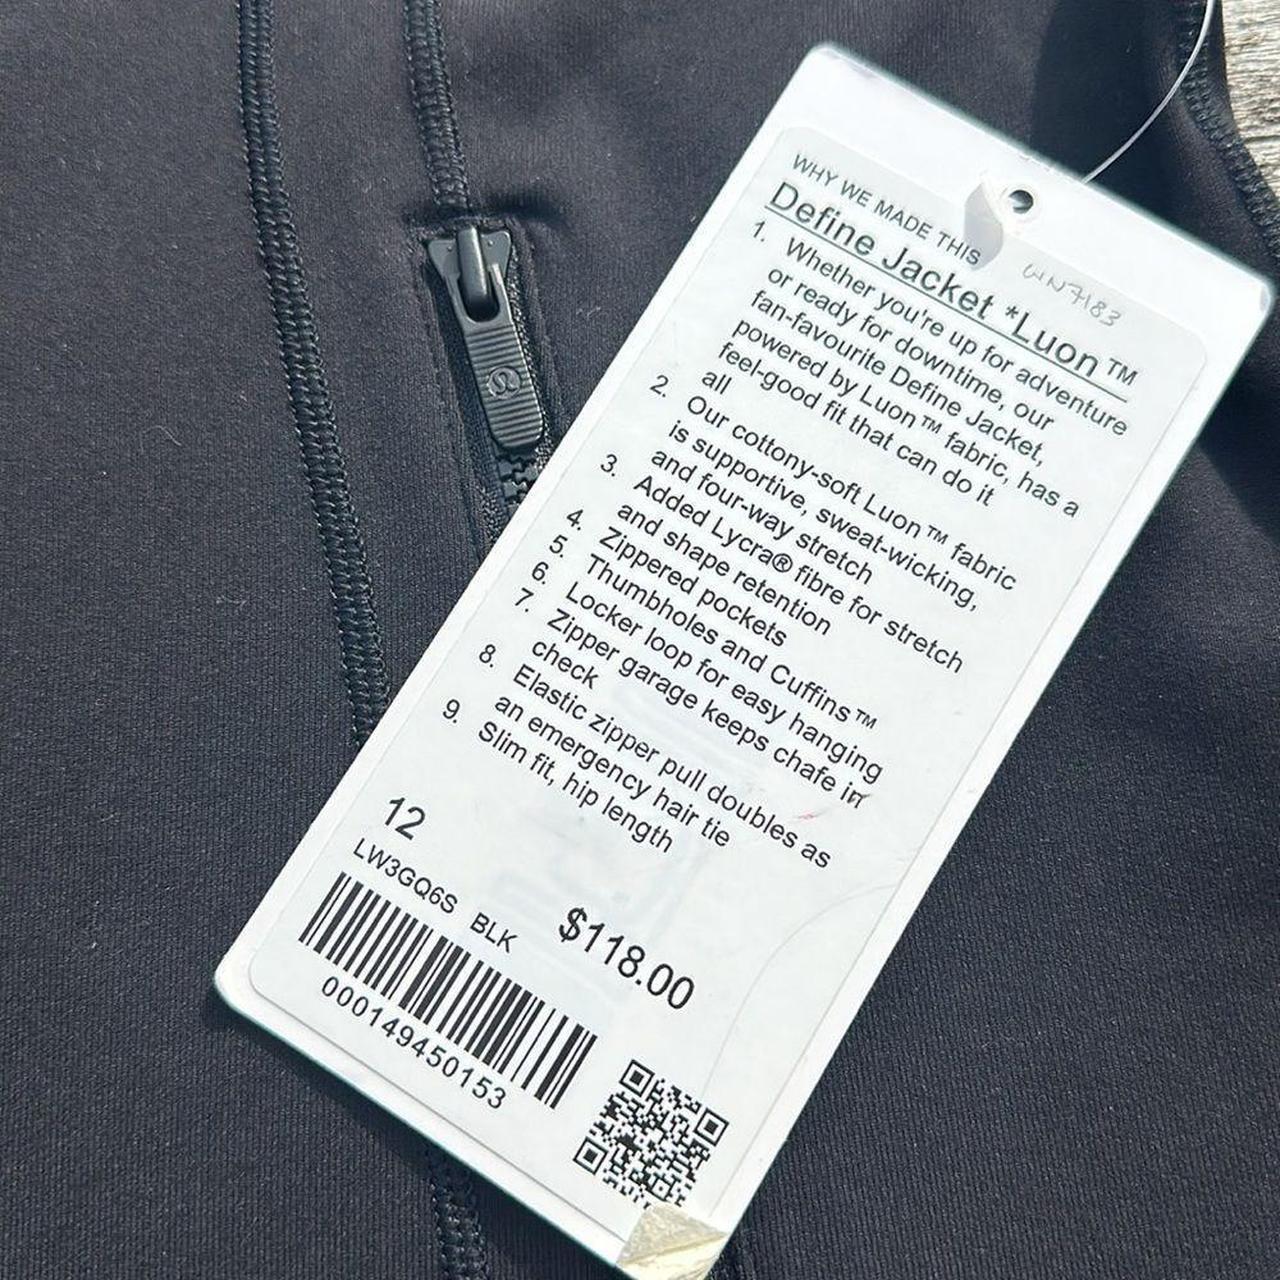 WHY WE MADE THIS
WN7183
Define Jacket *Luon™
1. Whether you're up for adventure
or ready for downtime, our
fan-favourite Define Jacket,
powered by Luon™ fabric, has a
feel-good fit that can do it
all
2. Our cottony-soft Luon™ fabric
is supportive, sweat-wicking,
and four-way stretch
3. Added Lycra® fibre for stretch
and shape retention
4. Zippered pockets
5. Thumbholes and Cuffins™
6. Locker loop for easy hanging
7. Zipper garage keeps chafe in
check
8. Elastic zipper pull doubles as
an emergency hair tie
9. Slim fit, hip length
12
LW3GQ6S BLK
$118.00
000149450153